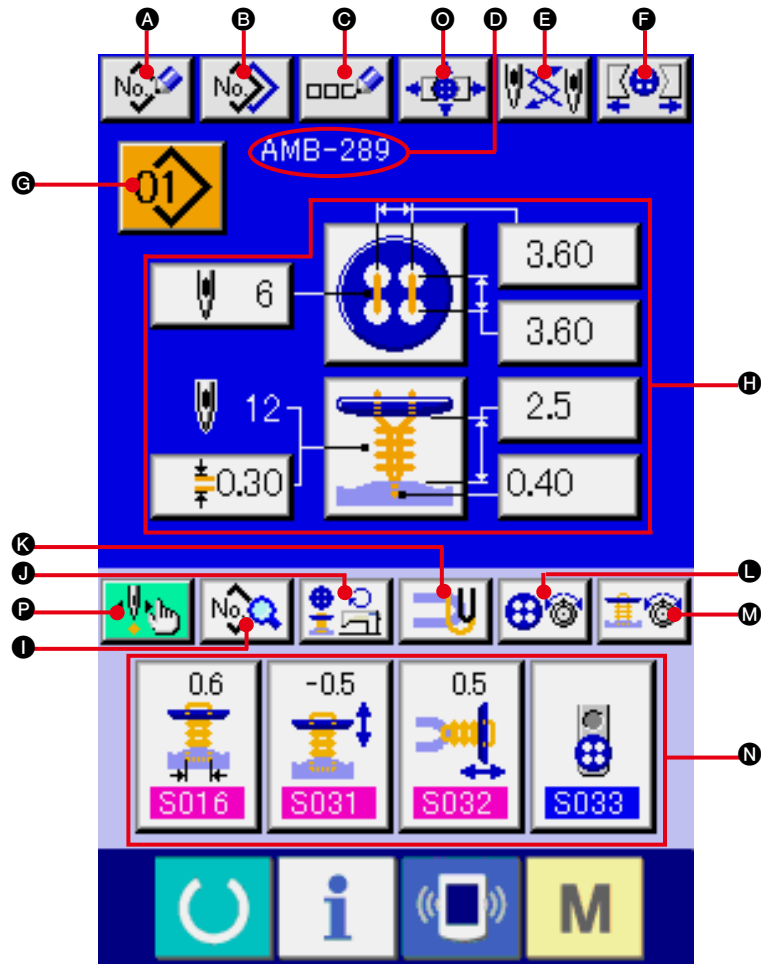 A B C O D E F
No. No.
AMB-289
G 01
3.60
6
3.60
H
12 2.5
0.30 0.40
K
J L
P No. M
I
0.6 -0.5 0.5
N
S016 S031 S032 S033
i M